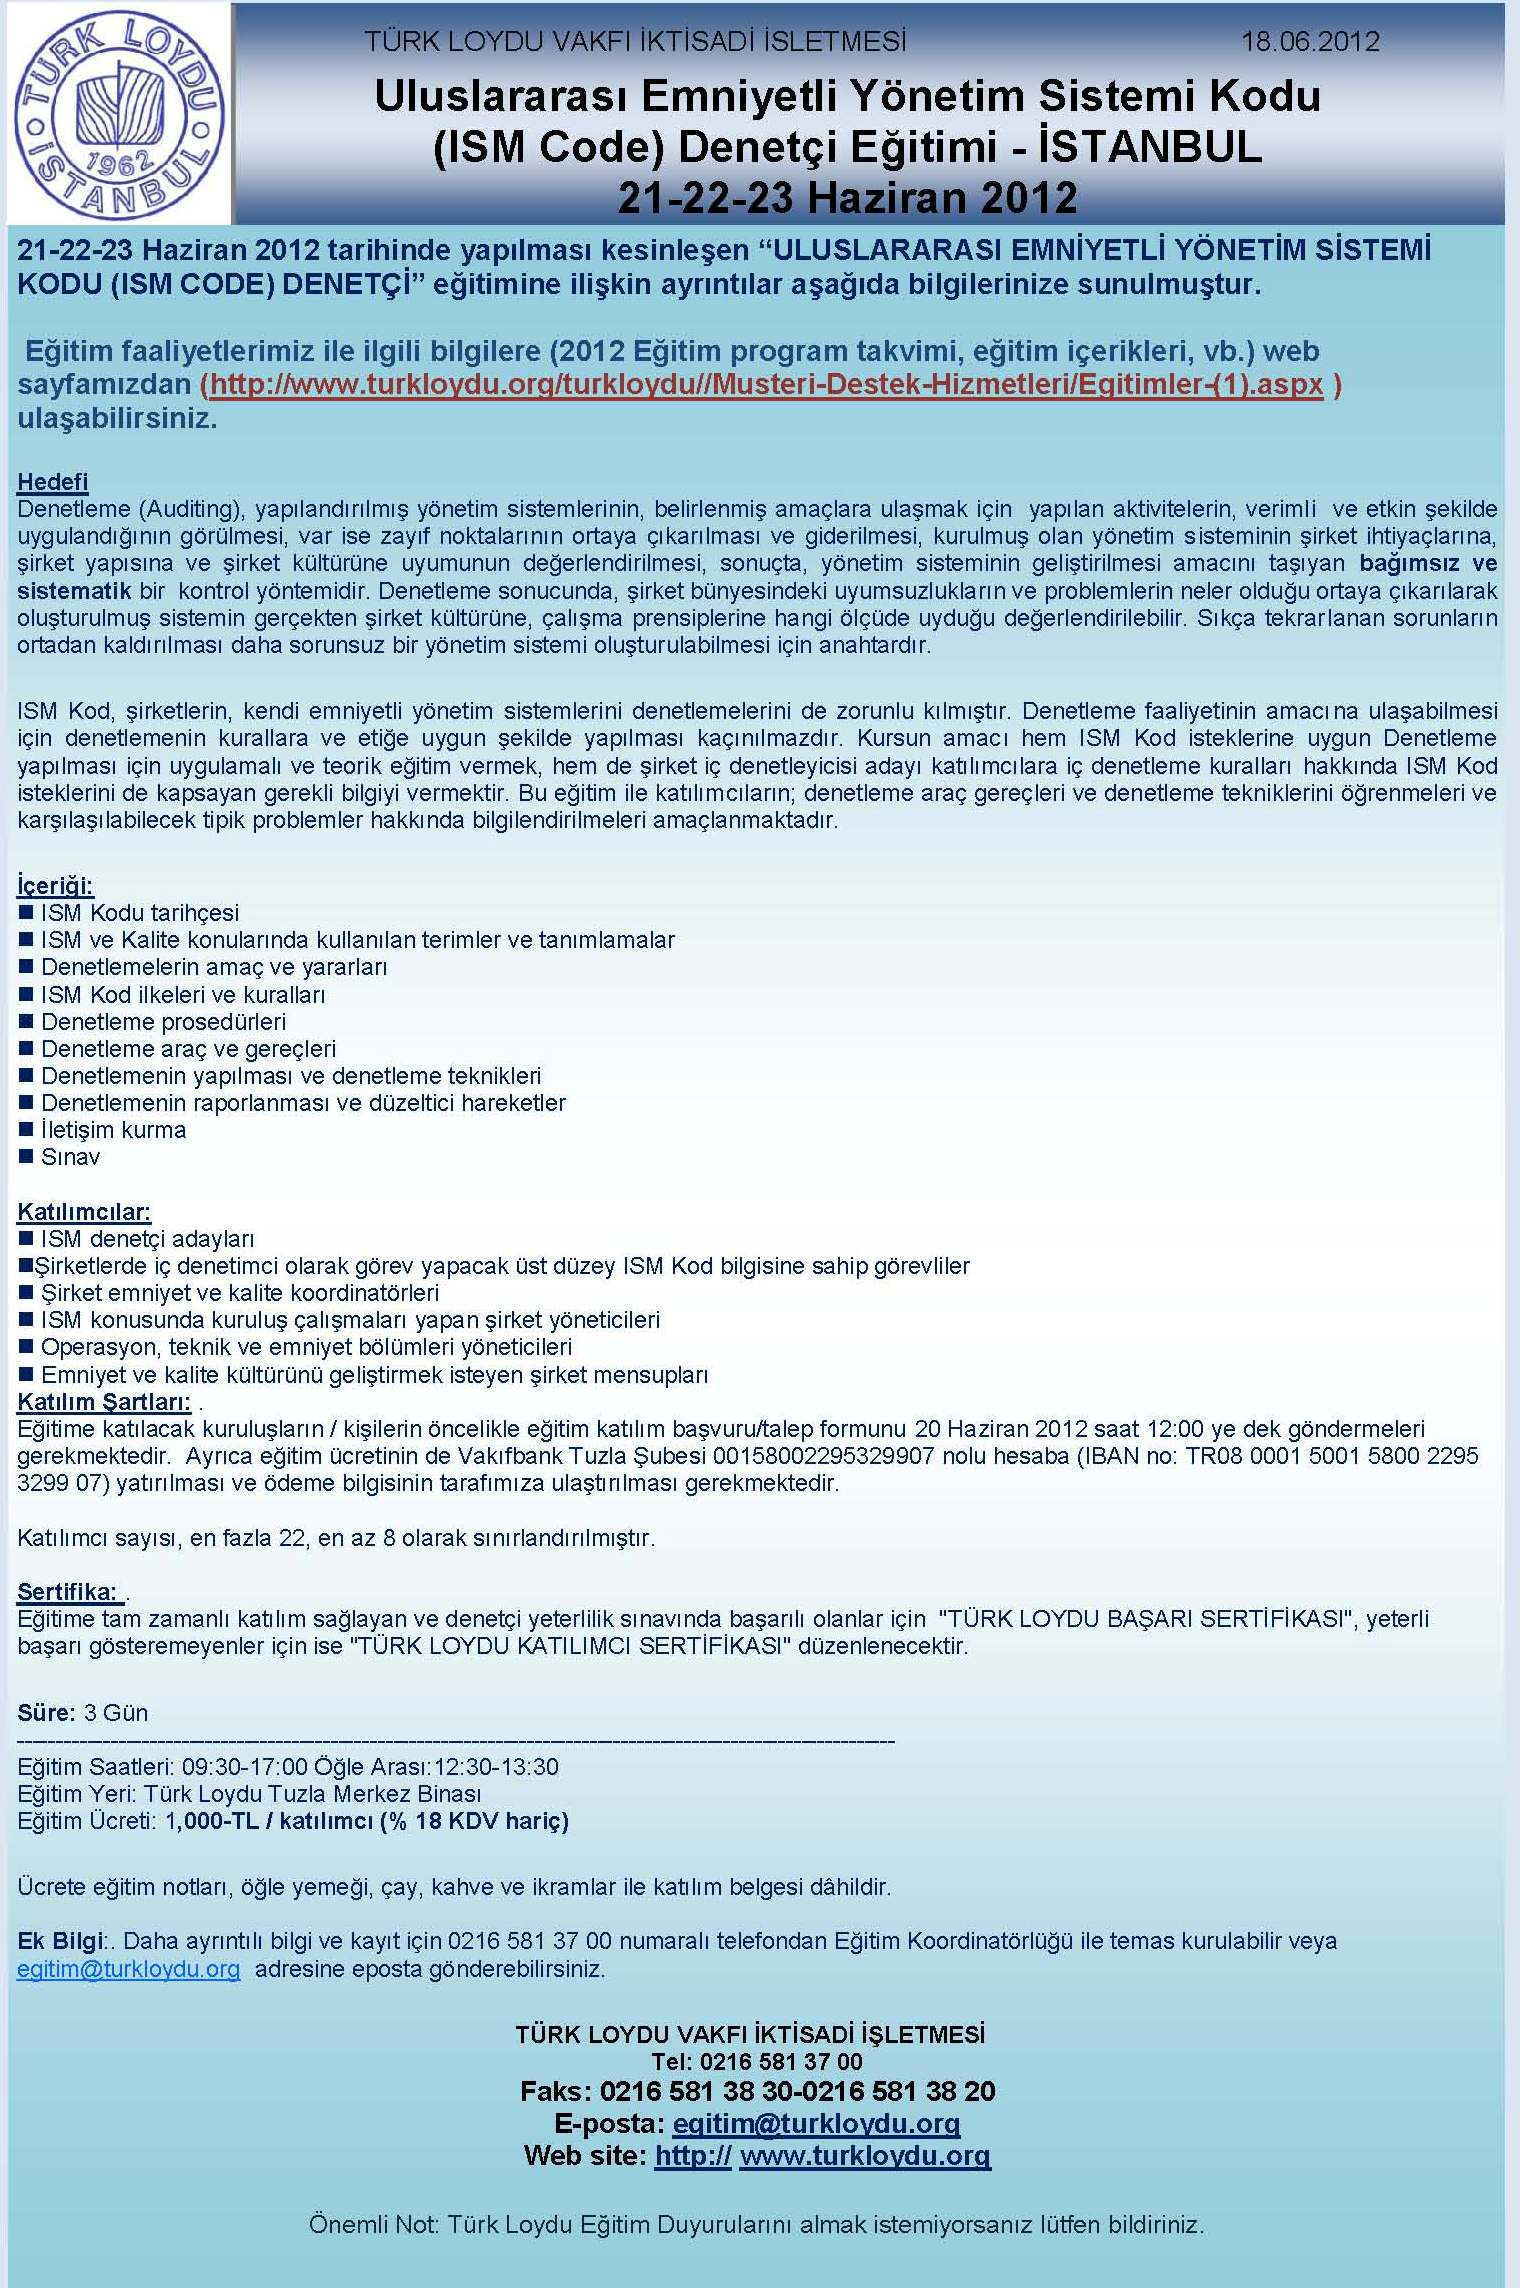 TÜRK LOYDU
1962
İSTANBUL
TÜRK LOYDU VAKFI İKTİSADİ İSLETMESİ 18.06.2012
Uluslararası Emniyetli Yönetim Sistemi Kodu
(ISM Code) Denetçi Eğitimi - İSTANBUL
21-22-23 Haziran 2012
21-22-23 Haziran 2012 tarihinde yapılması kesinleşen “ULUSLARARASI EMNİYETLİ YÖNETİM SİSTEMİ
KODU (ISM CODE) DENETÇİ” eğitimine ilişkin ayrıntılar aşağıda bilgilerinize sunulmuştur.
Eğitim faaliyetlerimiz ile ilgili bilgilere (2012 Eğitim program takvimi, eğitim içerikleri, vb.) web
sayfamızdan (http://www.turkloydu.org/turkloydu//Musteri-Destek-Hizmetleri/Egitimler-(1).aspx )
ulaşabilirsiniz.
Hedefi
Denetleme (Auditing), yapılandırılmış yönetim sistemlerinin, belirlenmiş amaçlara ulaşmak için yapılan aktivitelerin, verimli ve etkin şekilde
uygulandığının görülmesi, var ise zayıf noktalarının ortaya çıkarılması ve giderilmesi, kurulmuş olan yönetim sisteminin şirket ihtiyaçlarına,
şirket yapısına ve şirket kültürüne uyumunun değerlendirilmesi, sonuçta, yönetim sisteminin geliştirilmesi amacını taşıyan bağımsız ve
sistematik bir kontrol yöntemidir. Denetleme sonucunda, şirket bünyesindeki uyumsuzlukların ve problemlerin neler olduğu ortaya çıkarılarak
oluşturulmuş sistemin gerçekten şirket kültürüne, çalışma prensiplerine hangi ölçüde uyduğu değerlendirilebilir. Sıkça tekrarlanan sorunların
ortadan kaldırılması daha sorunsuz bir yönetim sistemi oluşturulabilmesi için anahtardır.
ISM Kod, şirketlerin, kendi emniyetli yönetim sistemlerini denetlemelerini de zorunlu kılmıştır. Denetleme faaliyetinin amacına ulaşabilmesi
için denetlemenin kurallara ve etiğe uygun şekilde yapılması kaçınılmazdır. Kursun amacı hem ISM Kod isteklerine uygun Denetleme
yapılması için uygulamalı ve teorik eğitim vermek, hem de şirket iç denetleyicisi adayı katılımcılara iç denetleme kuralları hakkında ISM Kod
isteklerini de kapsayan gerekli bilgiyi vermektir. Bu eğitim ile katılımcıların; denetleme araç gereçleri ve denetleme tekniklerini öğrenmeleri ve
karşılaşılabilecek tipik problemler hakkında bilgilendirilmeleri amaçlanmaktadır.
İçeriği:
■ ISM Kodu tarihçesi
■ ISM ve Kalite konularında kullanılan terimler ve tanımlamalar
■ Denetlemelerin amaç ve yararları
■ ISM Kod ilkeleri ve kuralları
■ Denetleme prosedürleri
■ Denetleme araç ve gereçleri
■ Denetlemenin yapılması ve denetleme teknikleri
■ Denetlemenin raporlanması ve düzeltici hareketler
■ İletişim kurma
■ Sınav
Katılımcılar:
■ ISM denetçi adayları
■Şirketlerde iç denetimci olarak görev yapacak üst düzey ISM Kod bilgisine sahip görevliler
■ Şirket emniyet ve kalite koordinatörleri
■ ISM konusunda kuruluş çalışmaları yapan şirket yöneticileri
■ Operasyon, teknik ve emniyet bölümleri yöneticileri
■ Emniyet ve kalite kültürünü geliştirmek isteyen şirket mensupları
Katılım Şartları: .
Eğitime katılacak kuruluşların / kişilerin öncelikle eğitim katılım başvuru/talep formunu 20 Haziran 2012 saat 12:00 ye dek göndermeleri
gerekmektedir. Ayrıca eğitim ücretinin de Vakıfbank Tuzla Şubesi 00158002295329907 nolu hesaba (IBAN no: TR08 0001 5001 5800 2295
3299 07) yatırılması ve ödeme bilgisinin tarafımıza ulaştırılması gerekmektedir.
Katılımcı sayısı, en fazla 22, en az 8 olarak sınırlandırılmıştır.
Sertifika: .
Eğitime tam zamanlı katılım sağlayan ve denetçi yeterlilik sınavında başarılı olanlar için "TÜRK LOYDU BAŞARI SERTİFİKASI", yeterli
başarı gösteremeyenler için ise "TÜRK LOYDU KATILIMCI SERTİFİKASI" düzenlenecektir.
Süre: 3 Gün
--------------------------------------------------------------------------------
Eğitim Saatleri: 09:30-17:00 Öğle Arası:12:30-13:30
Eğitim Yeri: Türk Loydu Tuzla Merkez Binası
Eğitim Ücreti: 1,000-TL / katılımcı (% 18 KDV hariç)
Ücrete eğitim notları, öğle yemeği, çay, kahve ve ikramlar ile katılım belgesi dâhildir.
Ek Bilgi:. Daha ayrıntılı bilgi ve kayıt için 0216 581 37 00 numaralı telefondan Eğitim Koordinatörlüğü ile temas kurulabilir veya
egitim@turkloydu.org adresine eposta gönderebilirsiniz.
TÜRK LOYDU VAKFI İKTİSADİ İŞLETMESİ
Tel: 0216 581 37 00
Faks: 0216 581 38 30-0216 581 38 20
E-posta: egitim@turkloydu.org
Web site: http:// www.turkloydu.org
Önemli Not: Türk Loydu Eğitim Duyurularını almak istemiyorsanız lütfen bildiriniz.